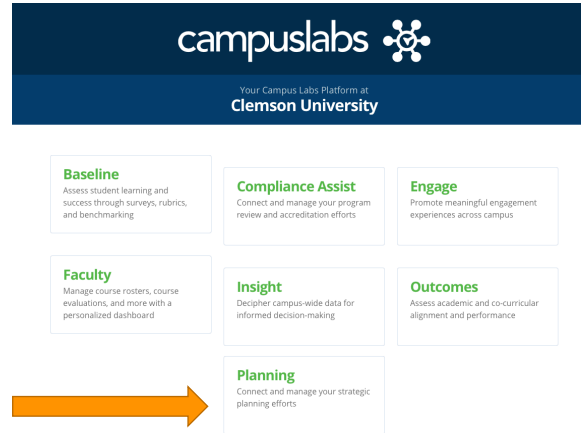 campuslabs
Your Campus Labs Platform at
Clemson University
Baseline
Assess student learning and
success through surveys, rubrics,
and benchmarking
Compliance Assist
Connect and manage your program
review and accreditation efforts
Engage
Promote meaningful engagement
experiences across campus
Faculty
Manage course rosters, course
evaluations, and more with a
personalized dashboard
Insight
Decipher campus-wide data for
informed decision-making
Outcomes
Assess academic and co-curricular
alignment and performance
Planning
Connect and manage your strategic
planning efforts